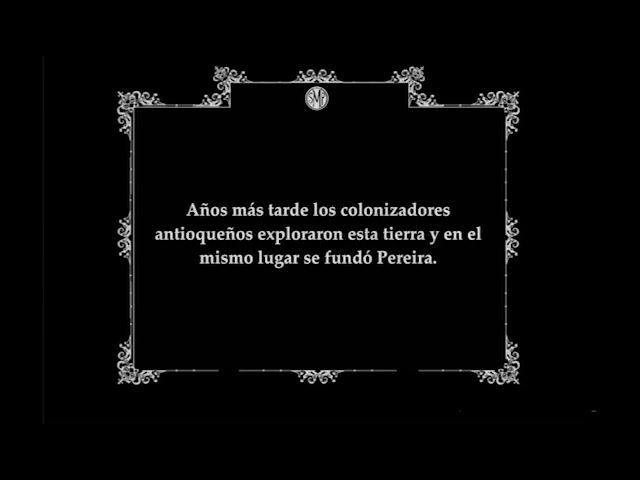 Años más tarde los colonizadores
antioqueños exploraron esta tierra y en el
mismo lugar se fundó Pereira.